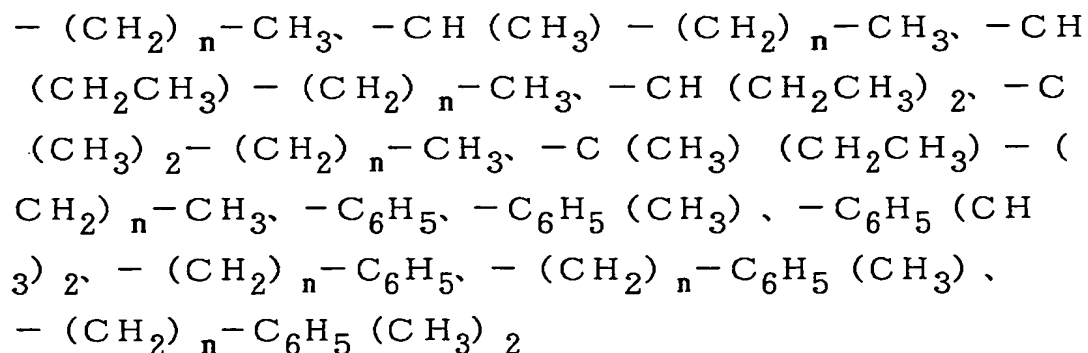 －（ＣＨ₂）ₙ－ＣＨ₃、－ＣＨ（ＣＨ₃）－（ＣＨ₂）ₙ－ＣＨ₃、－ＣＨ
（ＣＨ₂ＣＨ₃）－（ＣＨ₂）ₙ－ＣＨ₃、－ＣＨ（ＣＨ₂ＣＨ₃）₂、－Ｃ
（ＣＨ₃）₂－（ＣＨ₂）ₙ－ＣＨ₃、－Ｃ（ＣＨ₃）（ＣＨ₂ＣＨ₃）－（
ＣＨ₂）ₙ－ＣＨ₃、－Ｃ₆Ｈ₅、－Ｃ₆Ｈ₅（ＣＨ₃）、－Ｃ₆Ｈ₅（ＣＨ
₃）₂、－（ＣＨ₂）ₙ－Ｃ₆Ｈ₅、－（ＣＨ₂）ₙ－Ｃ₆Ｈ₅（ＣＨ₃）、
－（ＣＨ₂）ₙ－Ｃ₆Ｈ₅（ＣＨ₃）₂